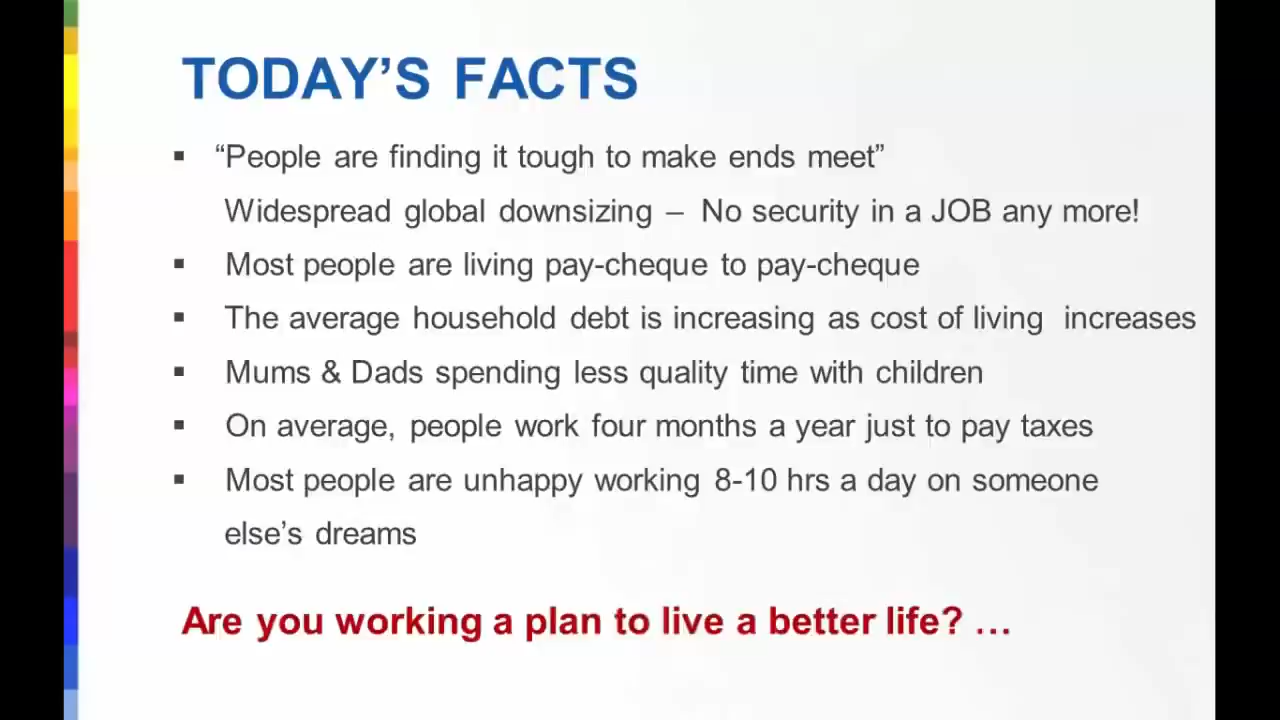 TODAY’S FACTS
▪ “People are finding it tough to make ends meet”
Widespread global downsizing – No security in a JOB any more!
▪ Most people are living pay-cheque to pay-cheque
▪ The average household debt is increasing as cost of living increases
▪ Mums & Dads spending less quality time with children
▪ On average, people work four months a year just to pay taxes
▪ Most people are unhappy working 8-10 hrs a day on someone
else’s dreams
Are you working a plan to live a better life? …